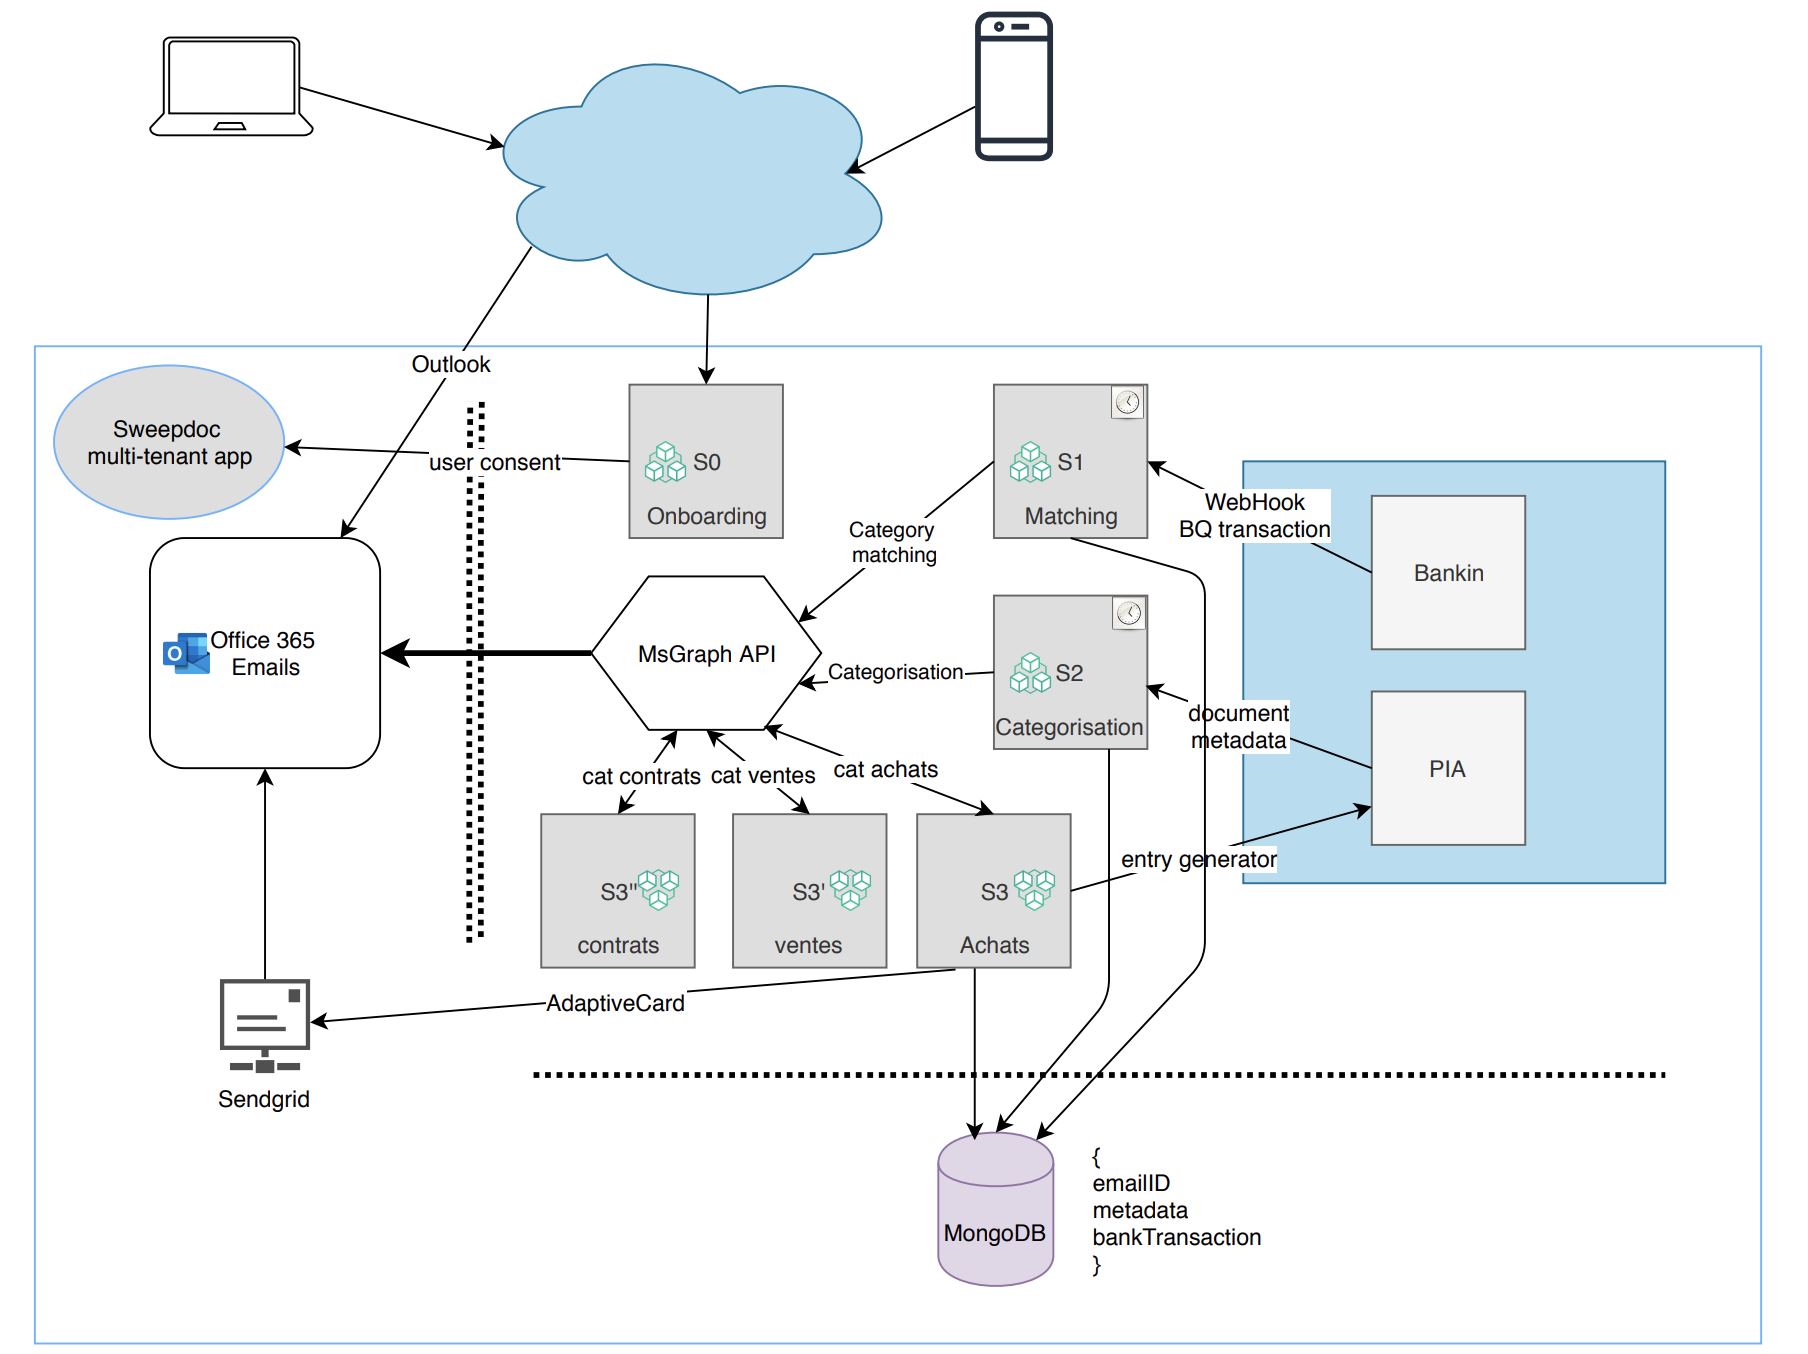 Outlook
Sweepdoc
multi-tenant app
user consent
S0
Onboarding
S1
Matching
WebHook
BQ transaction
Bankin
Category
matching
O
Office 365
Emails
MsGraph API
Categorisation
S2
Categorisation
document
metadata
PIA
cat contrats
cat ventes
cat achats
S3"
contrats
S3'
ventes
S3
Achats
entry generator
AdaptiveCard
Sendgrid
MongoDB
{
emailID
metadata
bankTransaction
}